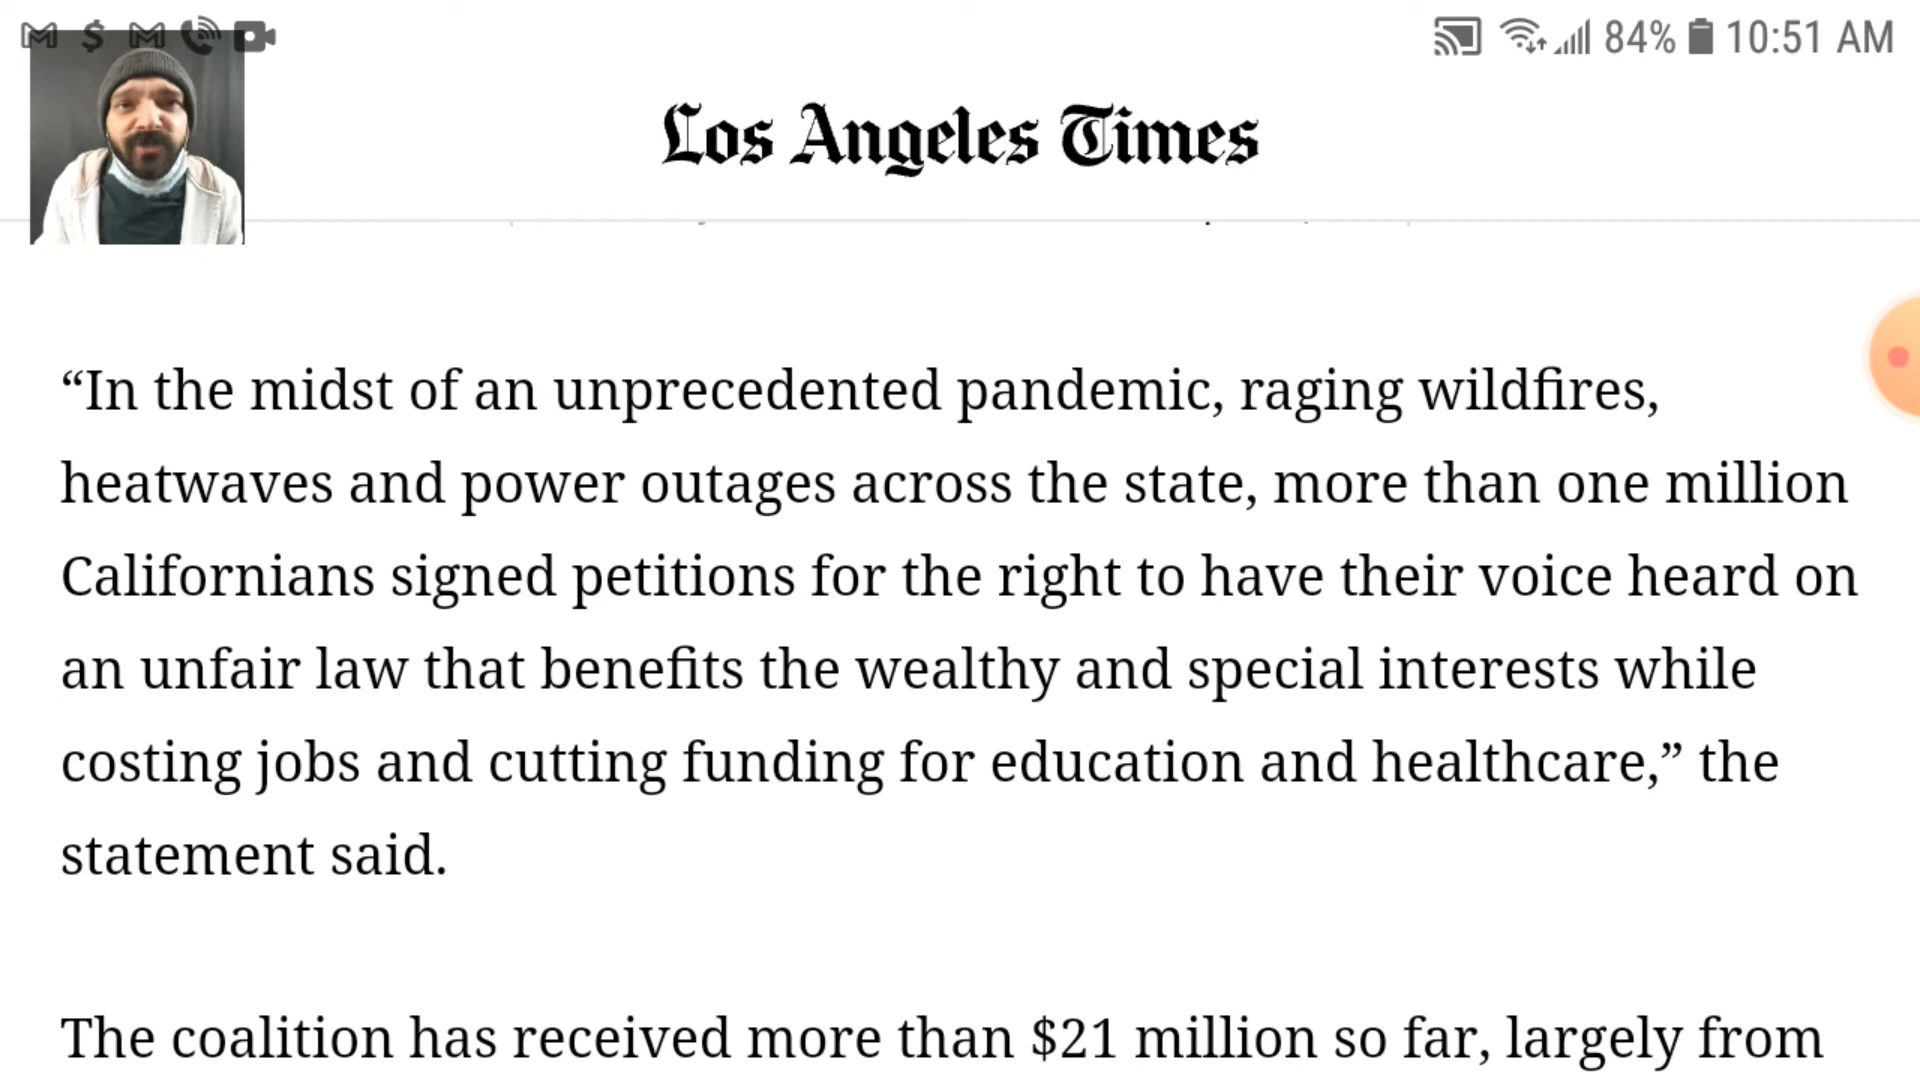 84% 10:51 AM
Los Angeles Times
“In the midst of an unprecedented pandemic, raging wildfires,
heatwaves and power outages across the state, more than one million
Californians signed petitions for the right to have their voice heard on
an unfair law that benefits the wealthy and special interests while
costing jobs and cutting funding for education and healthcare,” the
statement said.
The coalition has received more than $21 million so far, largely from